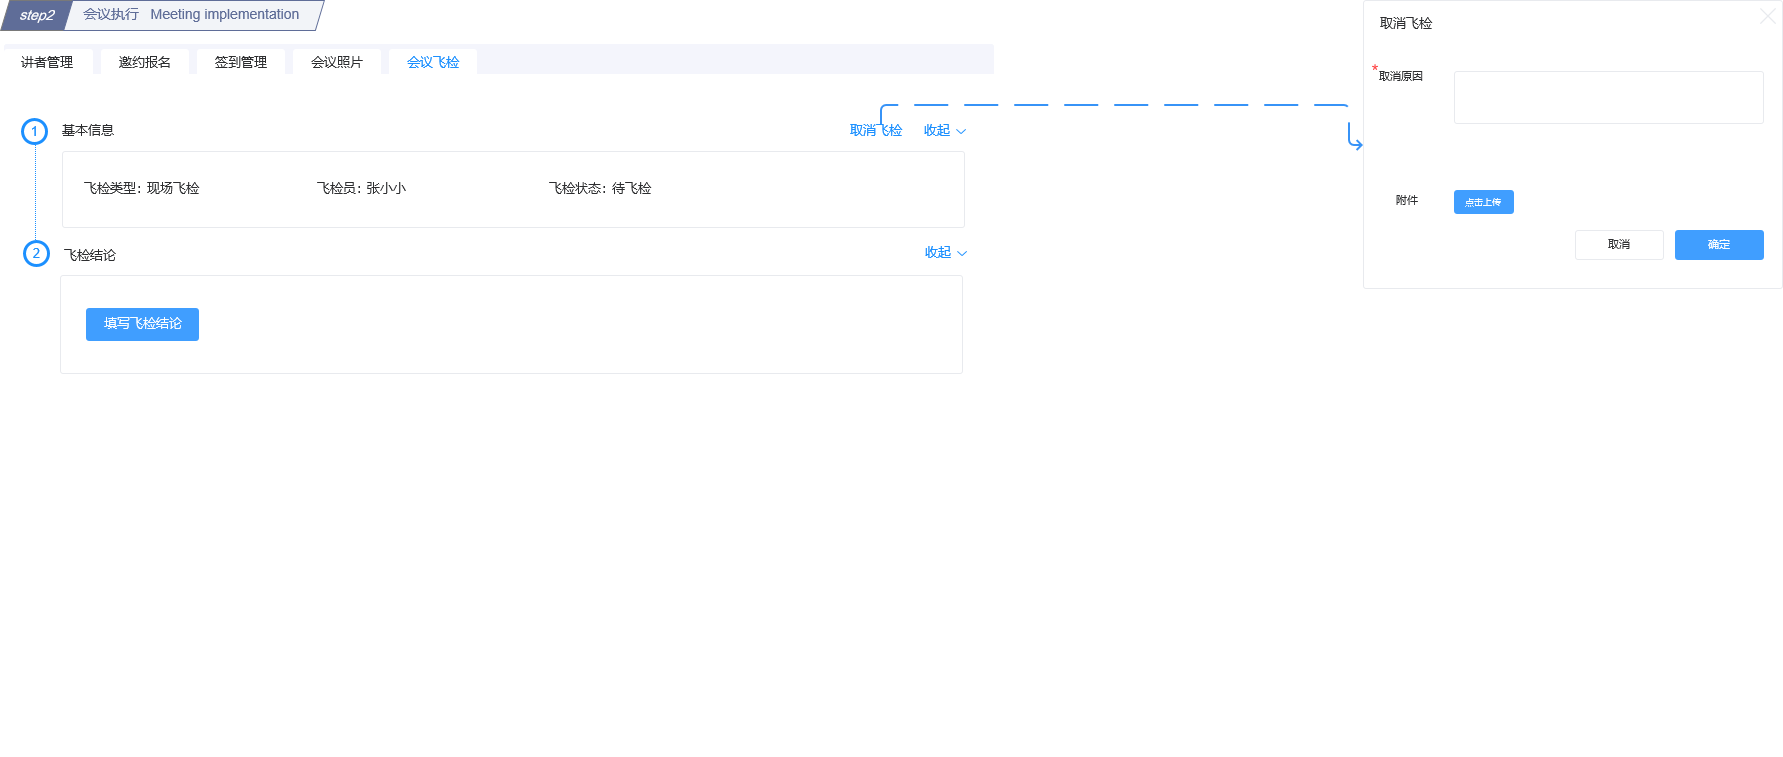 step2 会议执行 Meeting implementation
讲者管理 邀约报名 签到管理 会议照片 会议飞检
1 基本信息 取消飞检 收起
飞检类型：现场飞检 飞检员：张小小 飞检状态：待飞检
2 飞检结论 收起
填写飞检结论
取消飞检
*取消原因
附件 点击上传
取消 确定